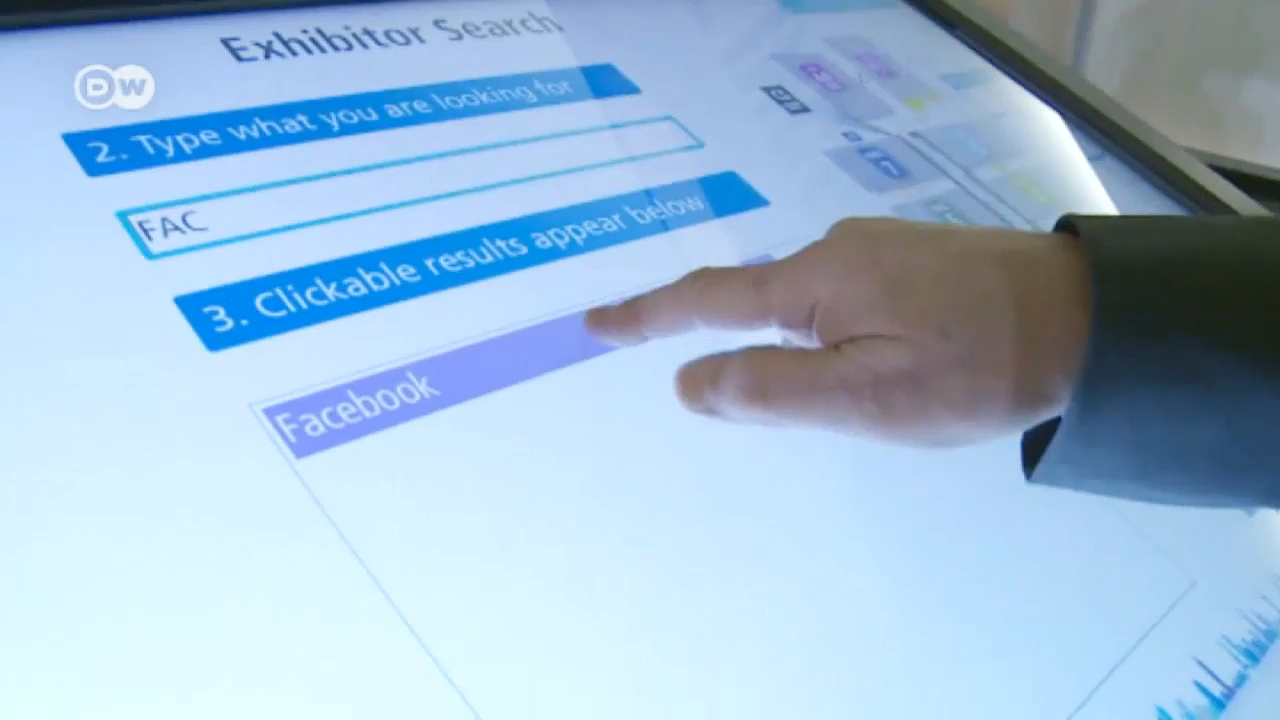 Exhibitor Search
DW
2. Type what you are looking for
FAC
3. Clickable results appear below
Facebook